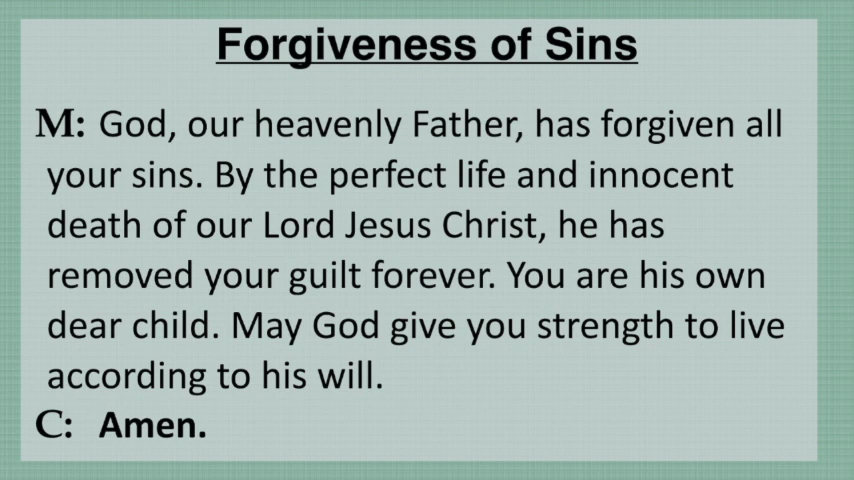 Forgiveness of Sins
M: God, our heavenly Father, has forgiven all
your sins. By the perfect life and innocent
death of our Lord Jesus Christ, he has
removed your guilt forever. You are his own
dear child. May God give you strength to live
according to his will.
C: Amen.